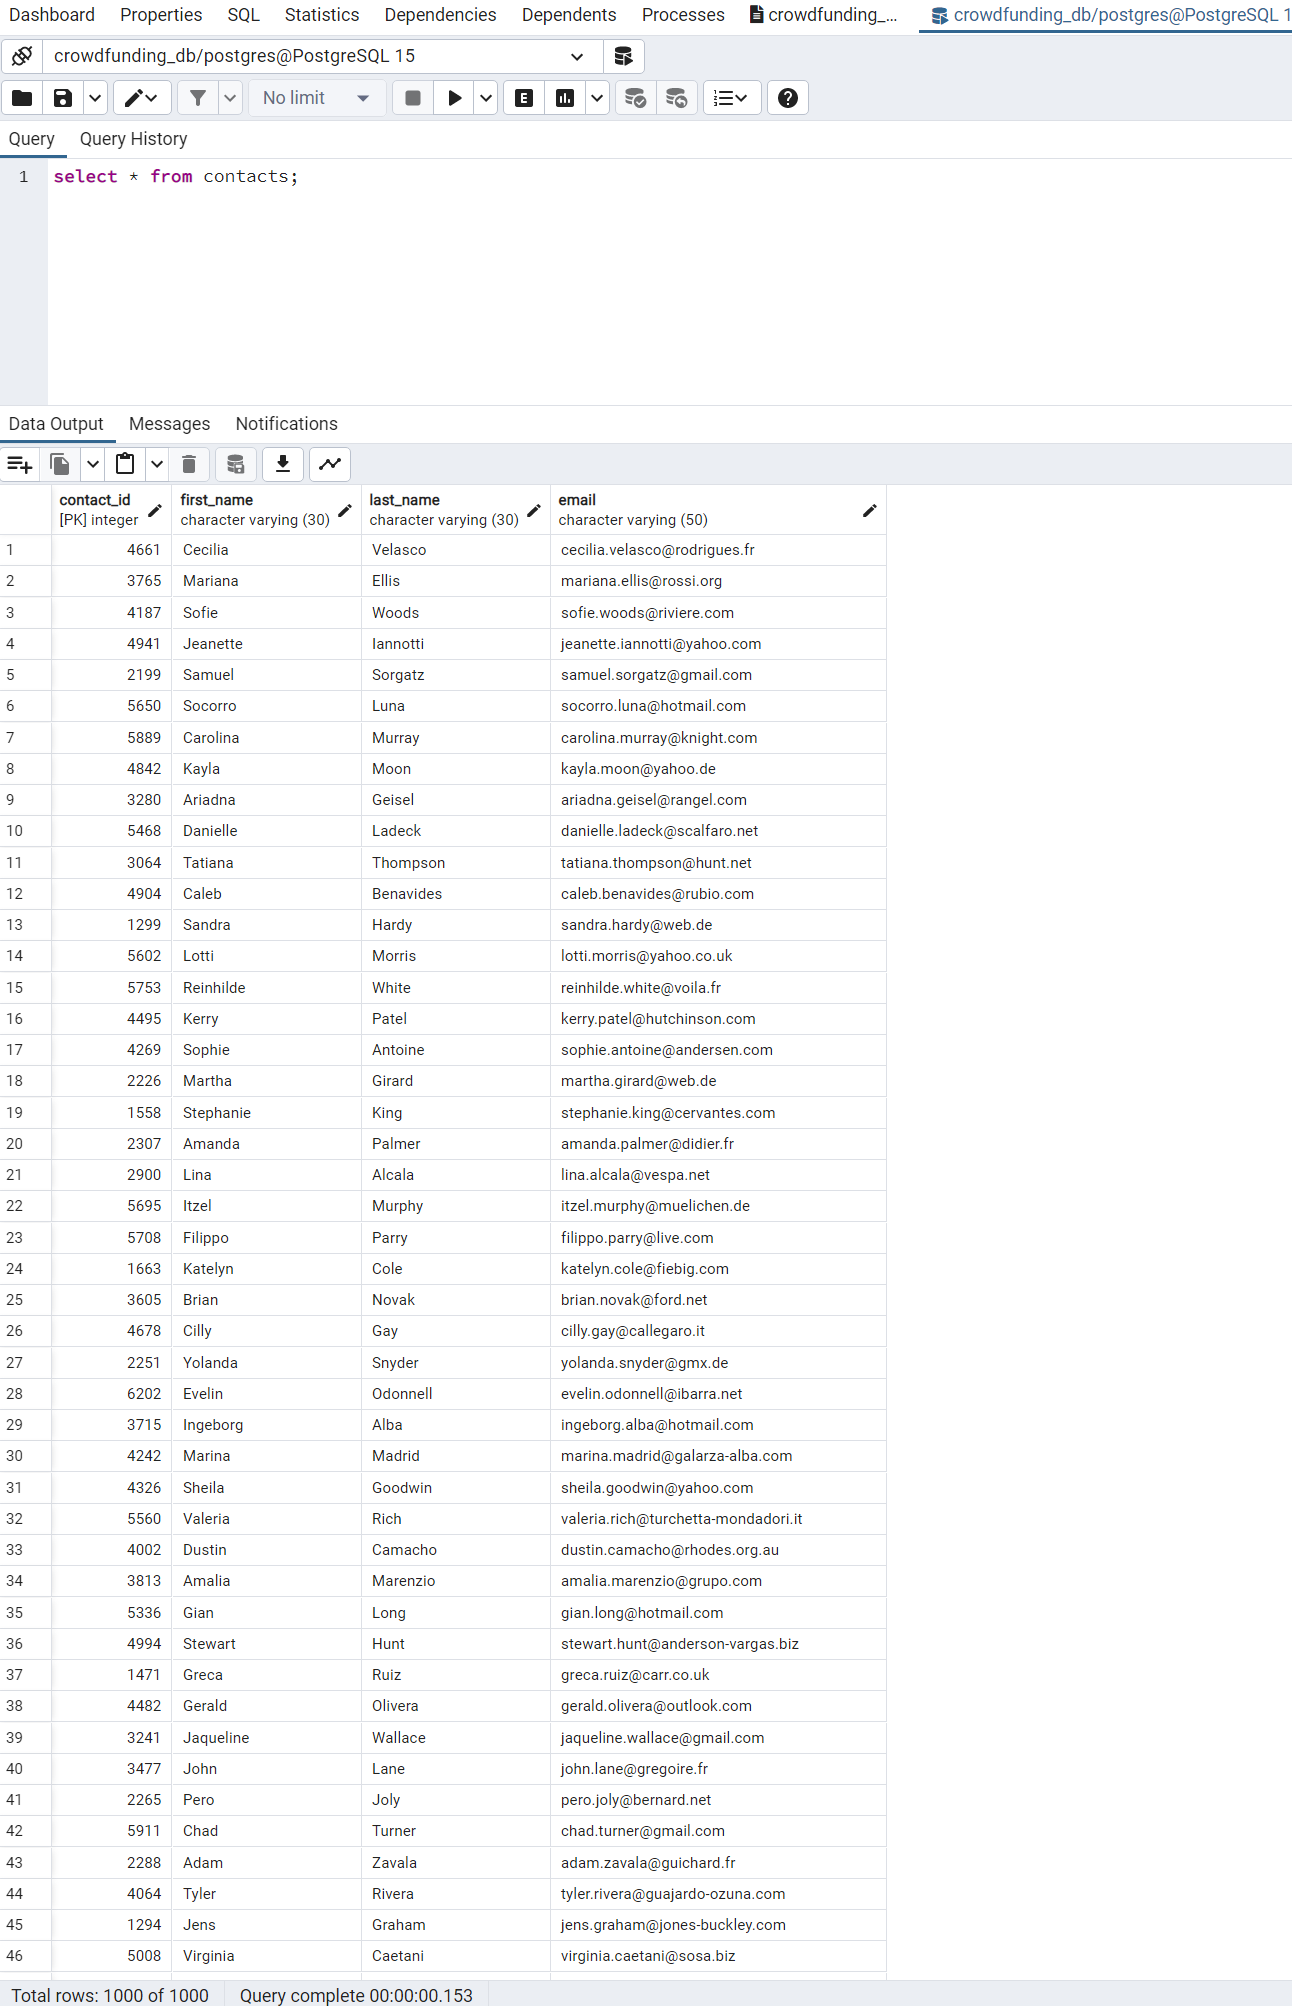 Dashboard Properties SQL Statistics Dependencies Dependents Processes crowdfunding_... crowdfunding_db/postgres@PostgreSQL 1
crowdfunding_db/postgres@PostgreSQL 15
No limit E
Query Query History
1 select * from contacts;
Data Output Messages Notifications
contact_id first_name last_name email
[PK] integer character varying (30) character varying (30) character varying (50)
1 4661 Cecilia Velasco cecilia.velasco@rodrigues.fr
2 3765 Mariana Ellis mariana.ellis@rossi.org
3 4187 Sofie Woods sofie.woods@riviere.com
4 4941 Jeanette Iannotti jeanette.iannotti@yahoo.com
5 2199 Samuel Sorgatz samuel.sorgatz@gmail.com
6 5650 Socorro Luna socorro.luna@hotmail.com
7 5889 Carolina Murray carolina.murray@knight.com
8 4842 Kayla Moon kayla.moon@yahoo.de
9 3280 Ariadna Geisel ariadna.geisel@rangel.com
10 5468 Danielle Ladeck danielle.ladeck@scalfaro.net
11 3064 Tatiana Thompson tatiana.thompson@hunt.net
12 4904 Caleb Benavides caleb.benavides@rubio.com
13 1299 Sandra Hardy sandra.hardy@web.de
14 5602 Lotti Morris lotti.morris@yahoo.co.uk
15 5753 Reinhilde White reinhilde.white@voila.fr
16 4495 Kerry Patel kerry.patel@hutchinson.com
17 4269 Sophie Antoine sophie.antoine@andersen.com
18 2226 Martha Girard martha.girard@web.de
19 1558 Stephanie King stephanie.king@cervantes.com
20 2307 Amanda Palmer amanda.palmer@didier.fr
21 2900 Lina Alcala lina.alcala@vespa.net
22 5695 Itzel Murphy itzel.murphy@muelichen.de
23 5708 Filippo Parry filippo.parry@live.com
24 1663 Katelyn Cole katelyn.cole@fiebig.com
25 3605 Brian Novak brian.novak@ford.net
26 4678 Cilly Gay cilly.gay@callegaro.it
27 2251 Yolanda Snyder yolanda.snyder@gmx.de
28 6202 Evelin Odonnell evelin.odonnell@ibarra.net
29 3715 Ingeborg Alba ingeborg.alba@hotmail.com
30 4242 Marina Madrid marina.madrid@galarza-alba.com
31 4326 Sheila Goodwin sheila.goodwin@yahoo.com
32 5560 Valeria Rich valeria.rich@turchetta-mondadori.it
33 4002 Dustin Camacho dustin.camacho@rhodes.org.au
34 3813 Amalia Marenzio amalia.marenzio@grupo.com
35 5336 Gian Long gian.long@hotmail.com
36 4994 Stewart Hunt stewart.hunt@anderson-vargas.biz
37 1471 Greca Ruiz greca.ruiz@carr.co.uk
38 4482 Gerald Olivera gerald.olivera@outlook.com
39 3241 Jaqueline Wallace jaqueline.wallace@gmail.com
40 3477 John Lane john.lane@gregoire.fr
41 2265 Pero Joly pero.joly@bernard.net
42 5911 Chad Turner chad.turner@gmail.com
43 2288 Adam Zavala adam.zavala@guichard.fr
44 4064 Tyler Rivera tyler.rivera@guajardo-ozuna.com
45 1294 Jens Graham jens.graham@jones-buckley.com
46 5008 Virginia Caetani virginia.caetani@sosa.biz
Total rows: 1000 of 1000 Query complete 00:00:00.153